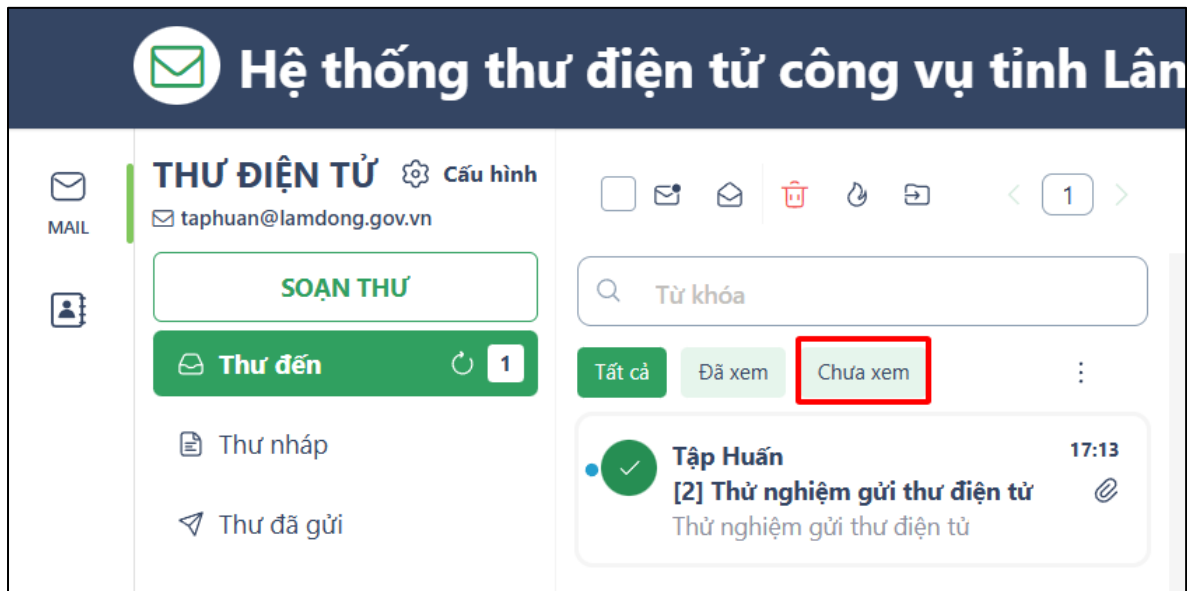 Hệ thống thư điện tử công vụ tỉnh Lân
MAIL
THƯ ĐIỆN TỬ
Cấu hình
taphuan@lamdong.gov.vn
SOẠN THƯ
Thư đến
1
Thư nháp
Thư đã gửi
1
Từ khóa
Tất cả
Đã xem
Chưa xem
Tập Huấn
17:13
[2] Thử nghiệm gửi thư điện tử
Thử nghiệm gửi thư điện tủ